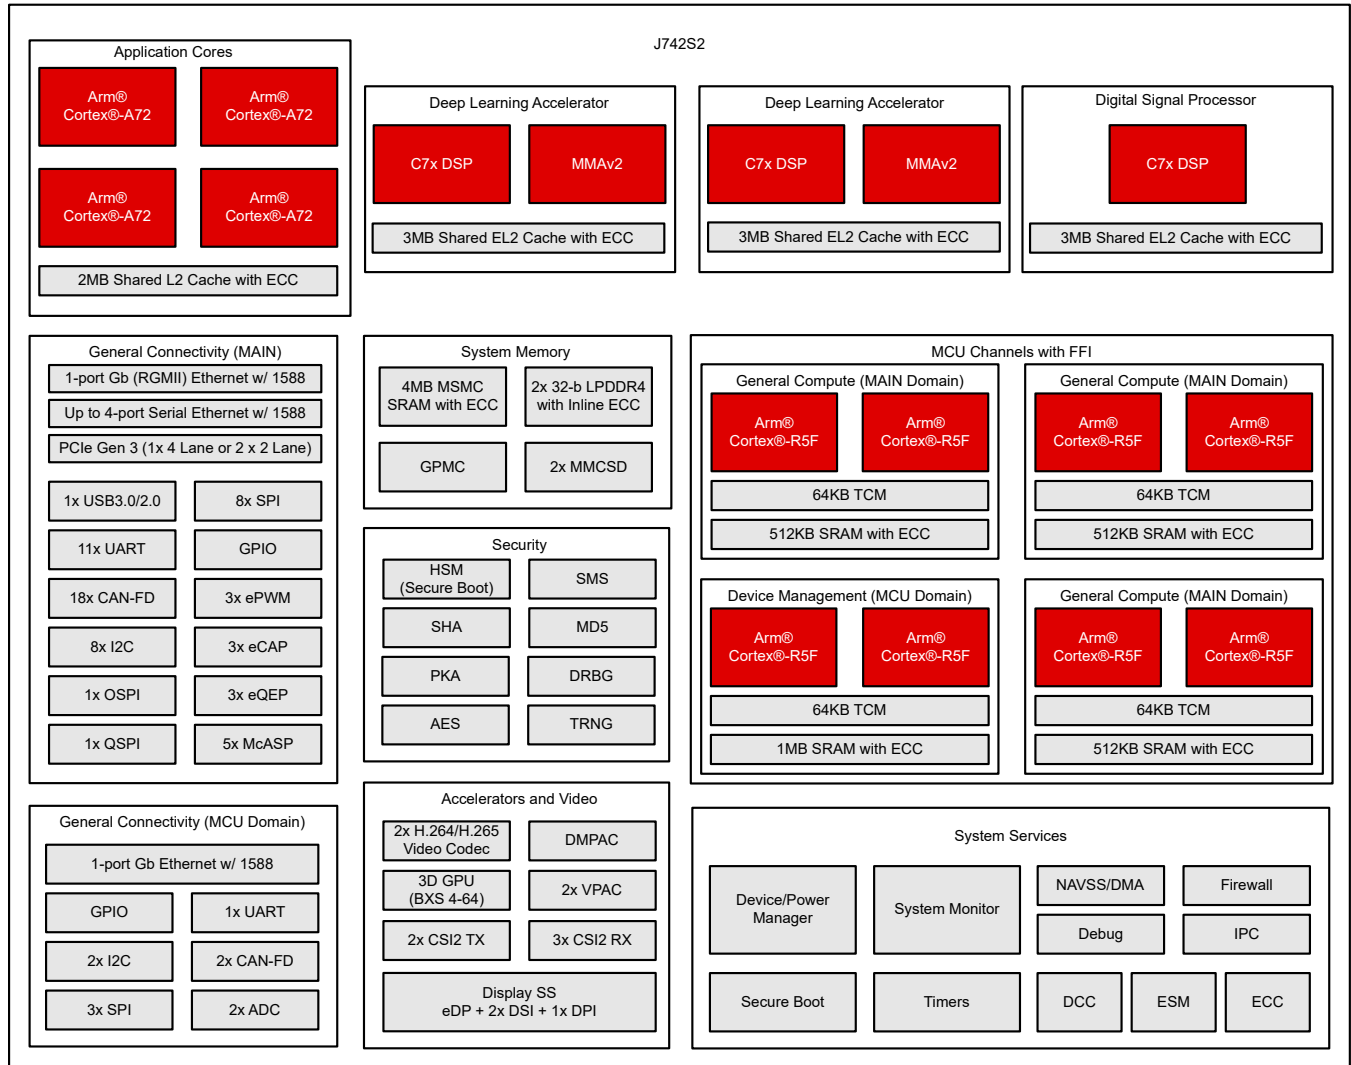 J742S2
Application Cores
Arm®
Cortex®-A72
Arm®
Cortex®-A72
Arm®
Cortex®-A72
Arm®
Cortex®-A72
2MB Shared L2 Cache with ECC
Deep Learning Accelerator
C7x DSP
MMAv2
3MB Shared EL2 Cache with ECC
Deep Learning Accelerator
C7x DSP
MMAv2
3MB Shared EL2 Cache with ECC
Digital Signal Processor
C7x DSP
3MB Shared EL2 Cache with ECC
General Connectivity (MAIN)
1-port Gb (RGMII) Ethernet w/ 1588
Up to 4-port Serial Ethernet w/ 1588
PCIe Gen 3 (1x 4 Lane or 2 x 2 Lane)
1x USB3.0/2.0
8x SPI
11x UART
GPIO
18x CAN-FD
3x ePWM
8x I2C
3x eCAP
1x OSPI
3x eQEP
1x QSPI
5x McASP
System Memory
4MB MSMC
SRAM with ECC
2x 32-b LPDDR4
with Inline ECC
GPMC
2x MMCSD
Security
HSM
(Secure Boot)
SMS
SHA
MD5
PKA
DRBG
AES
TRNG
MCU Channels with FFI
General Compute (MAIN Domain)
Arm®
Cortex®-R5F
Arm®
Cortex®-R5F
64KB TCM
512KB SRAM with ECC
General Compute (MAIN Domain)
Arm®
Cortex®-R5F
Arm®
Cortex®-R5F
64KB TCM
512KB SRAM with ECC
Device Management (MCU Domain)
Arm®
Cortex®-R5F
Arm®
Cortex®-R5F
64KB TCM
1MB SRAM with ECC
General Compute (MAIN Domain)
Arm®
Cortex®-R5F
Arm®
Cortex®-R5F
64KB TCM
512KB SRAM with ECC
General Connectivity (MCU Domain)
1-port Gb Ethernet w/ 1588
GPIO
1x UART
2x I2C
2x CAN-FD
3x SPI
2x ADC
Accelerators and Video
2x H.264/H.265
Video Codec
DMPAC
3D GPU
(BXS 4-64)
2x VPAC
2x CSI2 TX
3x CSI2 RX
Display SS
eDP + 2x DSI + 1x DPI
System Services
Device/Power
Manager
System Monitor
NAVSS/DMA
Firewall
Debug
IPC
Secure Boot
Timers
DCC
ESM
ECC